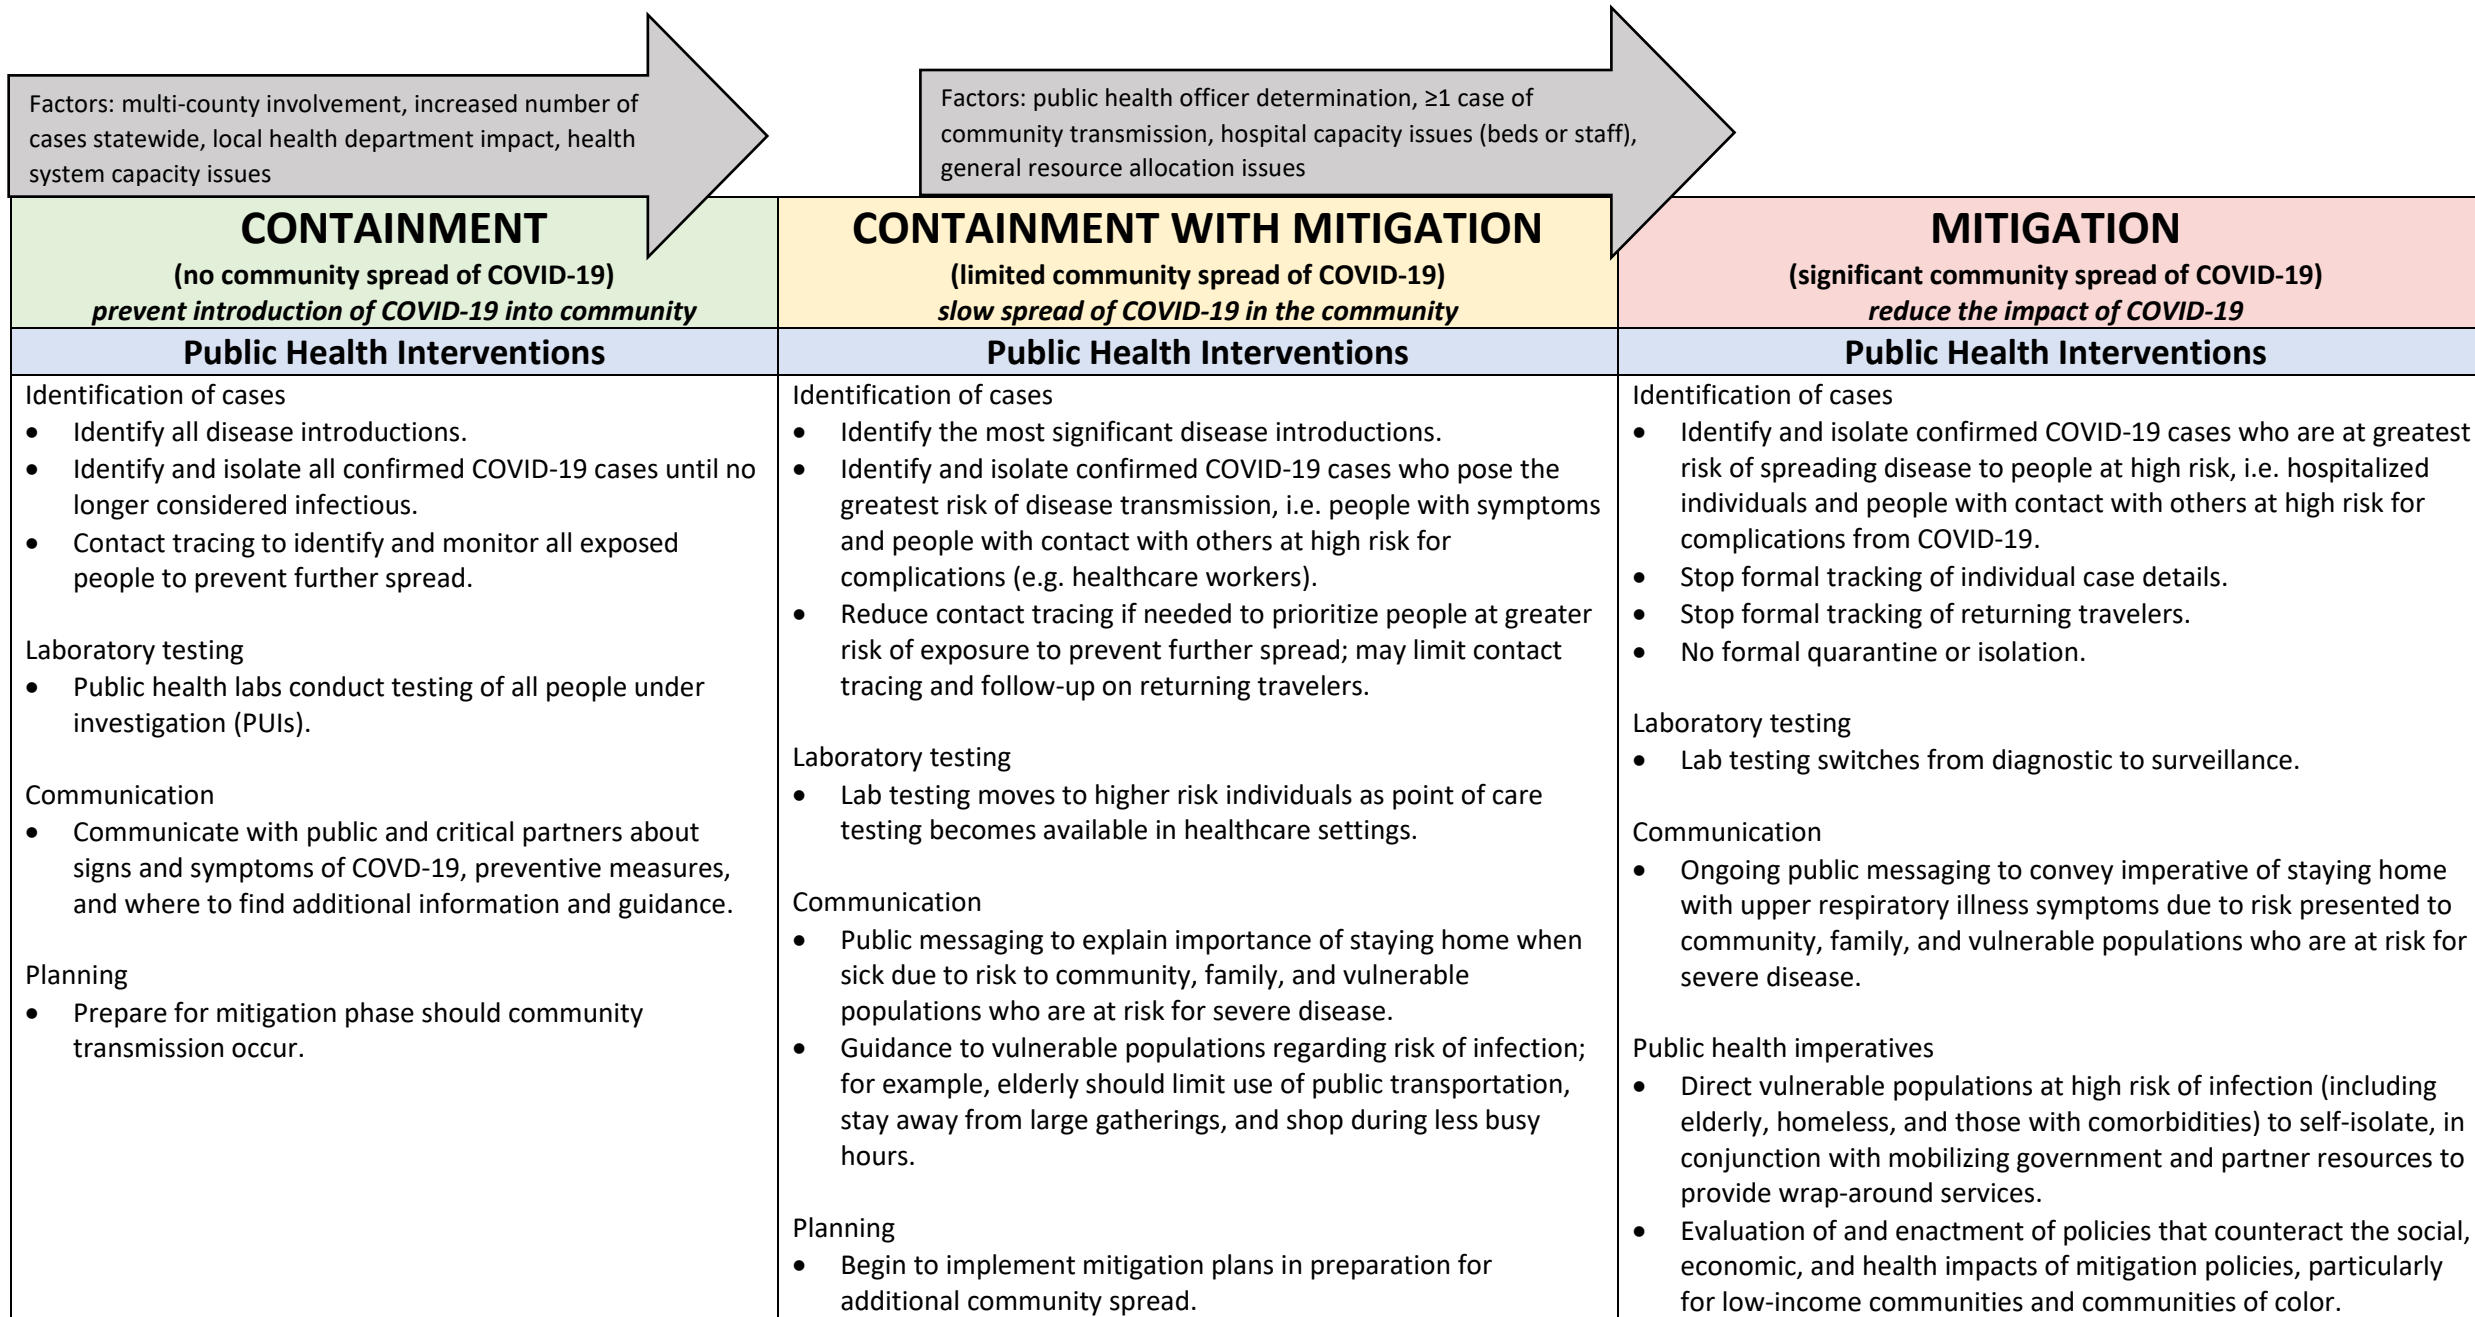 Factors: multi-county involvement, increased number of
cases statewide, local health department impact, health
system capacity issues
Factors: public health officer determination, ≥1 case of
community transmission, hospital capacity issues (beds or staff),
general resource allocation issues
CONTAINMENT
(no community spread of COVID-19)
prevent introduction of COVID-19 into community
Public Health Interventions
Identification of cases
• Identify all disease introductions.
• Identify and isolate all confirmed COVID-19 cases until no
longer considered infectious.
• Contact tracing to identify and monitor all exposed
people to prevent further spread.
Laboratory testing
• Public health labs conduct testing of all people under
investigation (PUIs).
Communication
• Communicate with public and critical partners about
signs and symptoms of COVD-19, preventive measures,
and where to find additional information and guidance.
Planning
• Prepare for mitigation phase should community
transmission occur.
CONTAINMENT WITH MITIGATION
(limited community spread of COVID-19)
slow spread of COVID-19 in the community
Public Health Interventions
Identification of cases
• Identify the most significant disease introductions.
• Identify and isolate confirmed COVID-19 cases who pose the
greatest risk of disease transmission, i.e. people with symptoms
and people with contact with others at high risk for
complications (e.g. healthcare workers).
• Reduce contact tracing if needed to prioritize people at greater
risk of exposure to prevent further spread; may limit contact
tracing and follow-up on returning travelers.
Laboratory testing
• Lab testing moves to higher risk individuals as point of care
testing becomes available in healthcare settings.
Communication
• Public messaging to explain importance of staying home when
sick due to risk to community, family, and vulnerable
populations who are at risk for severe disease.
• Guidance to vulnerable populations regarding risk of infection;
for example, elderly should limit use of public transportation,
stay away from large gatherings, and shop during less busy
hours.
Planning
• Begin to implement mitigation plans in preparation for
additional community spread.
MITIGATION
(significant community spread of COVID-19)
reduce the impact of COVID-19
Public Health Interventions
Identification of cases
• Identify and isolate confirmed COVID-19 cases who are at greatest
risk of spreading disease to people at high risk, i.e. hospitalized
individuals and people with contact with others at high risk for
complications from COVID-19.
• Stop formal tracking of individual case details.
• Stop formal tracking of returning travelers.
• No formal quarantine or isolation.
Laboratory testing
• Lab testing switches from diagnostic to surveillance.
Communication
• Ongoing public messaging to convey imperative of staying home
with upper respiratory illness symptoms due to risk presented to
community, family, and vulnerable populations who are at risk for
severe disease.
Public health imperatives
• Direct vulnerable populations at high risk of infection (including
elderly, homeless, and those with comorbidities) to self-isolate, in
conjunction with mobilizing government and partner resources to
provide wrap-around services.
• Evaluation of and enactment of policies that counteract the social,
economic, and health impacts of mitigation policies, particularly
for low-income communities and communities of color.